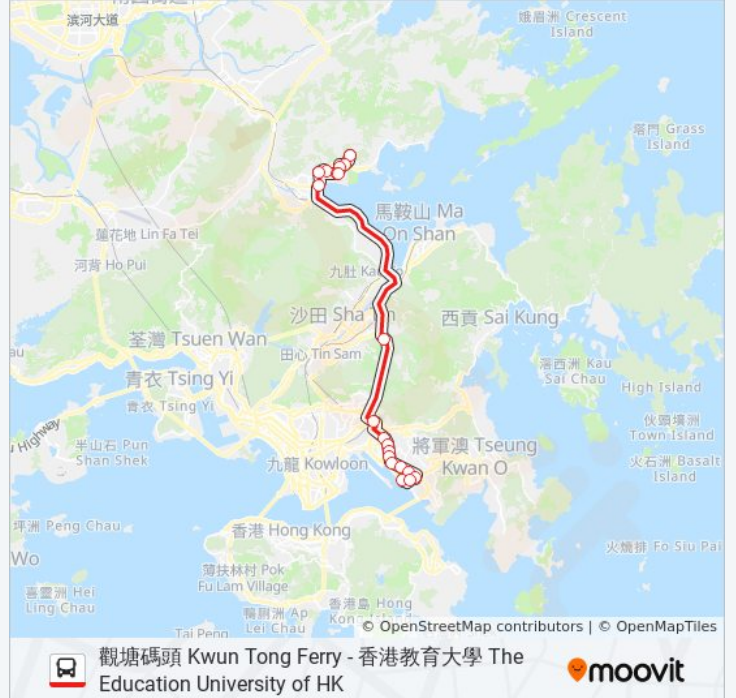 滨河大道
娥眉洲 Crescent
Island
塔門 Grass
Island
馬鞍山 Ma
On Shan
蓮花地 Lin Fa Tei
河背 Ho Pui
九肚 Kau
沙田 Sha Tin
西貢 Sai Kung
荃灣 Tsuen Wan
田心 Tin Sam
滘西洲 Kau
Sai Chau
High Island
青衣 Tsing Yi
青衣 Tsing Yi
Highway
半山石 Pun
Shan Shek
伙頭墳洲
Town Island
將軍澳 Tseung
Kwan O
九龍 Kowloon
火石洲 Basalt
Island
坪洲 Peng Chau
香港 Hong Kong
火燒排 Fo Siu Pai
Wo
薄扶林村 Pok
Fu Lam Village
喜靈洲 Hei
Ling Chau
鴨脷洲 Ap
Lei Chau
香港島 Hong
Tai Peng
© OpenStreetMap contributors | © OpenMapTiles
觀塘碼頭 Kwun Tong Ferry - 香港教育大學 The
Education University of HK
moovit